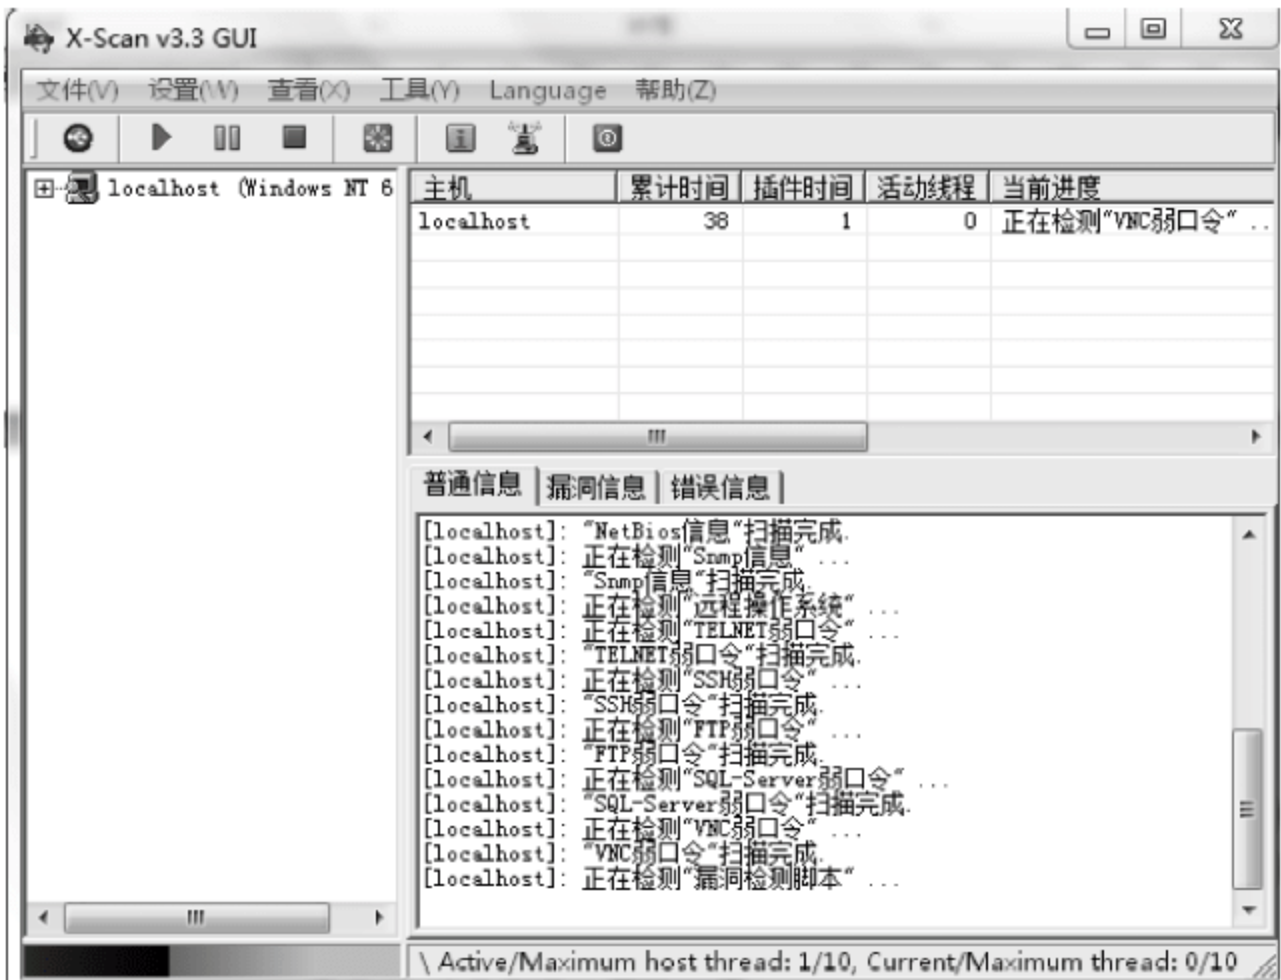 X-Scan v3.3 GUI
文件(V) 设置(W) 查看(X) 工具(Y) Language 帮助(Z)
localhost (Windows NT 6
主机 累计时间 插件时间 活动线程 当前进度
localhost 38 1 0 正在检测"VNC弱口令" ..
普通信息 漏洞信息 错误信息
[localhost]: "NetBios信息"扫描完成.
[localhost]: 正在检测"Snmp信息" ...
[localhost]: "Snmp信息"扫描完成.
[localhost]: 正在检测"远程操作系统" ...
[localhost]: 正在检测"TELNET弱口令" ...
[localhost]: "TELNET弱口令"扫描完成.
[localhost]: 正在检测"SSH弱口令" ...
[localhost]: "SSH弱口令"扫描完成.
[localhost]: 正在检测"FTP弱口令" ...
[localhost]: "FTP弱口令"扫描完成.
[localhost]: 正在检测"SQL-Server弱口令" ...
[localhost]: "SQL-Server弱口令"扫描完成.
[localhost]: 正在检测"VNC弱口令" ...
[localhost]: "VNC弱口令"扫描完成.
[localhost]: 正在检测"漏洞检测脚本" ...
\ Active/Maximum host thread: 1/10, Current/Maximum thread: 0/10